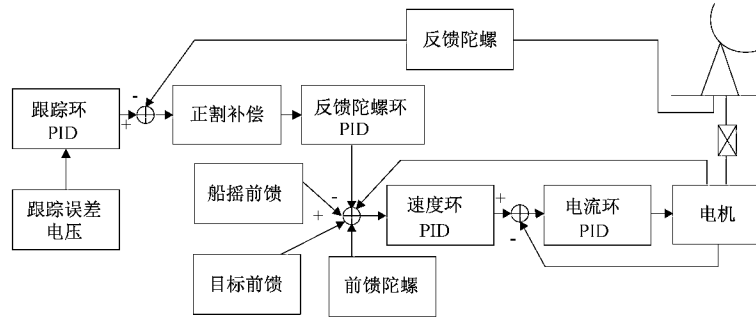 反馈陀螺
-
+
跟踪环
PID
正割补偿
反馈陀螺环
PID
跟踪误差
电压
船摇前馈
-
+
速度环
PID
+
-
电流环
PID
电机
目标前馈
前馈陀螺